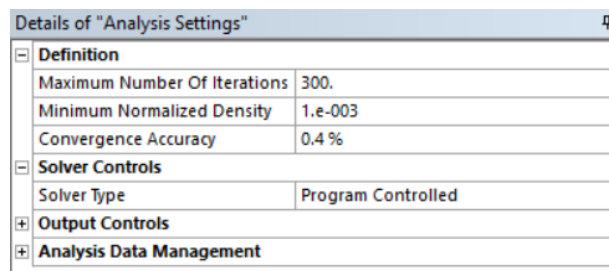 Details of "Analysis Settings"
Definition
Maximum Number Of Iterations 300.
Minimum Normalized Density 1.e-003
Convergence Accuracy 0.4 %
Solver Controls
Solver Type Program Controlled
Output Controls
Analysis Data Management